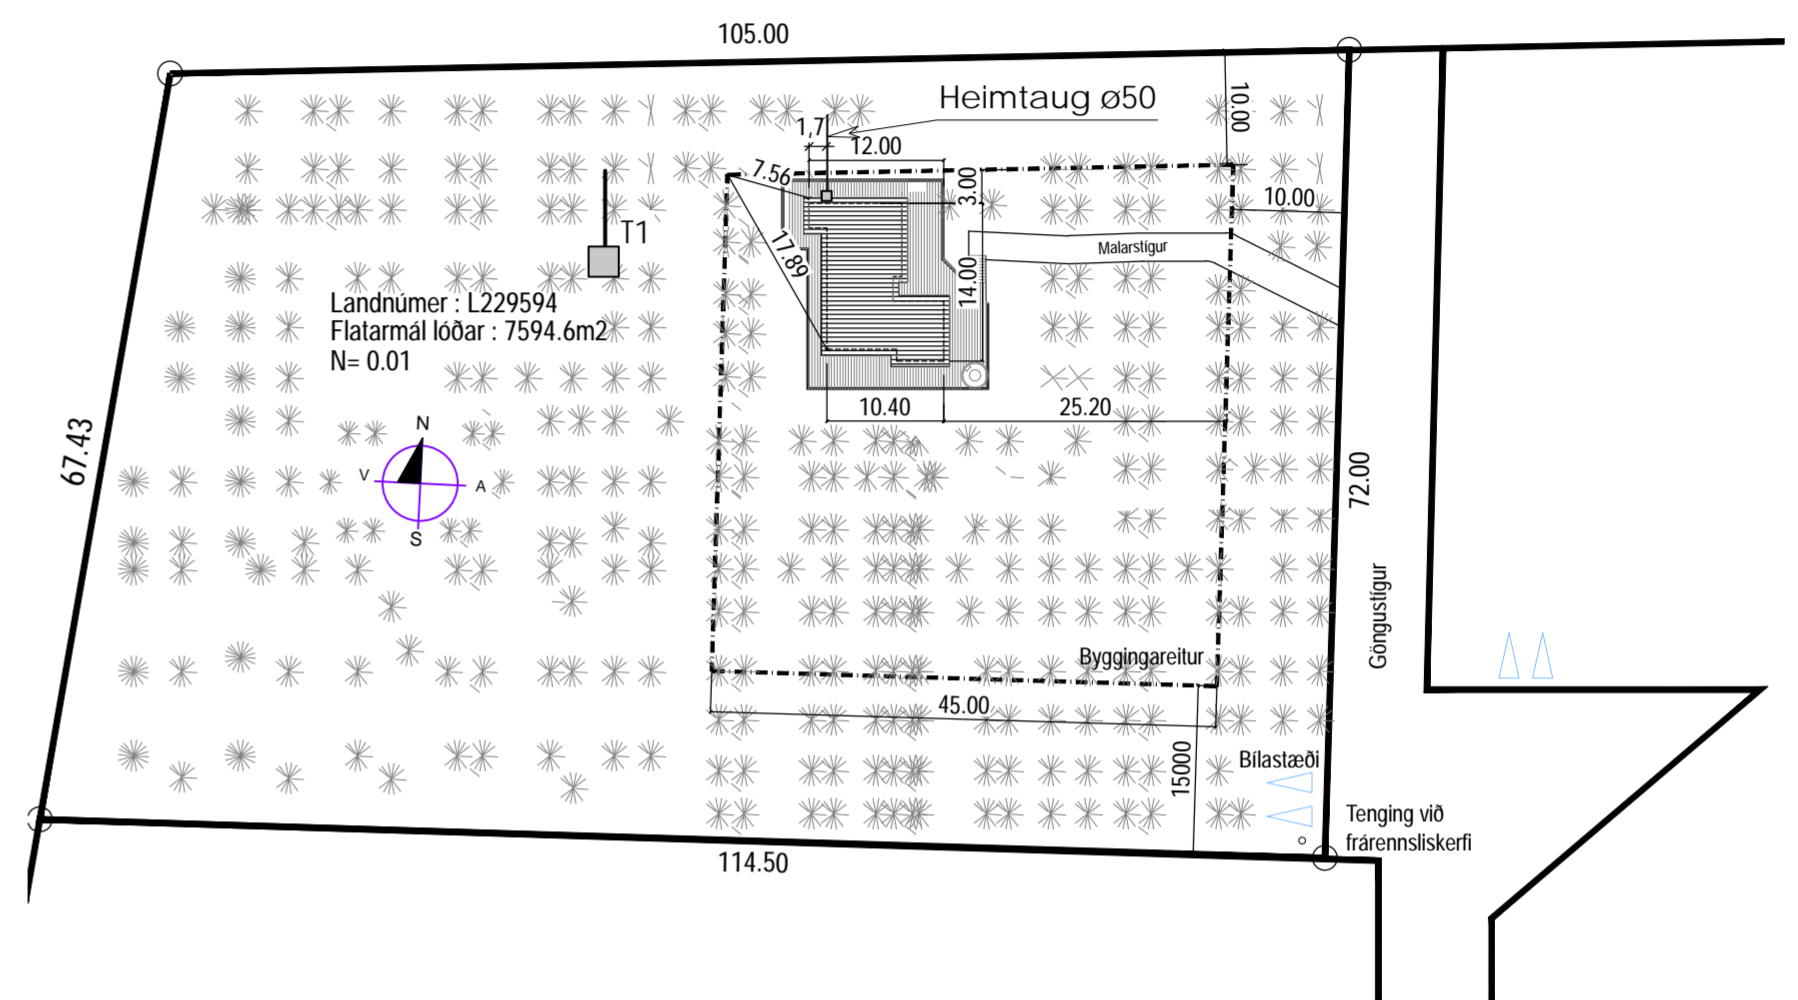 105.00
Heimtaug ø50
10.00
1,7
12.00
7.56
3.00
10.00
T1
17.89
Malarstígur
14.00
Landnúmer : L229594
Flatarmál lóðar : 7594.6m2
N= 0.01
10.40
25.20
67.43
N
V
A
S
72.00
Göngustígur
Byggingareitur
45.00
15000
Bílastæði
Tenging við
frárennsliskerfi
114.50